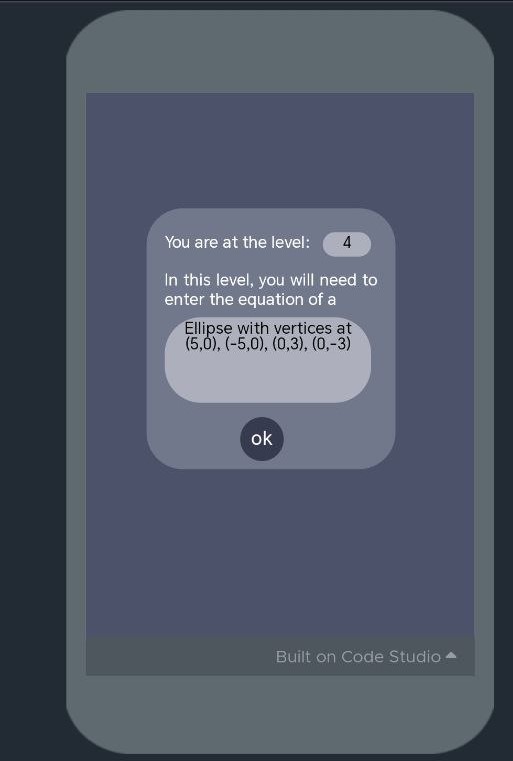 You are at the level: 4
In this level, you will need to
enter the equation of a
Ellipse with vertices at
(5,0), (-5,0), (0,3), (0,-3)
ok
Built on Code Studio